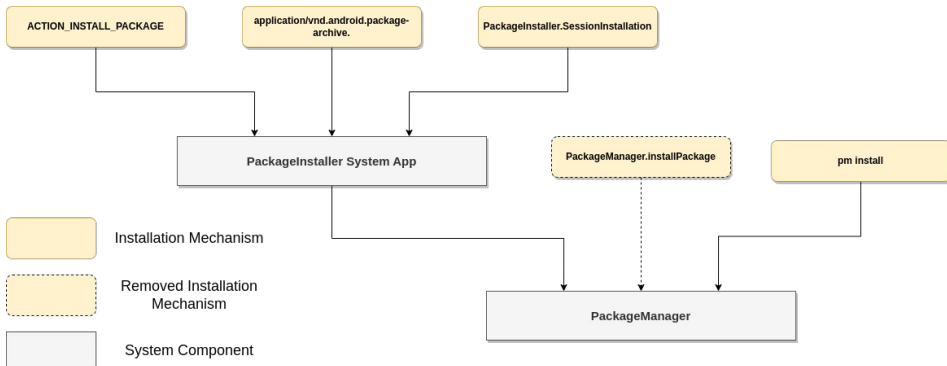 ACTION_INSTALL_PACKAGE
application/vnd.android.package-
archive.
PackageInstaller.SessionInstallation
PackageInstaller System App
PackageManager.installPackage
pm install
Installation Mechanism
Removed Installation
Mechanism
PackageManager
System Component